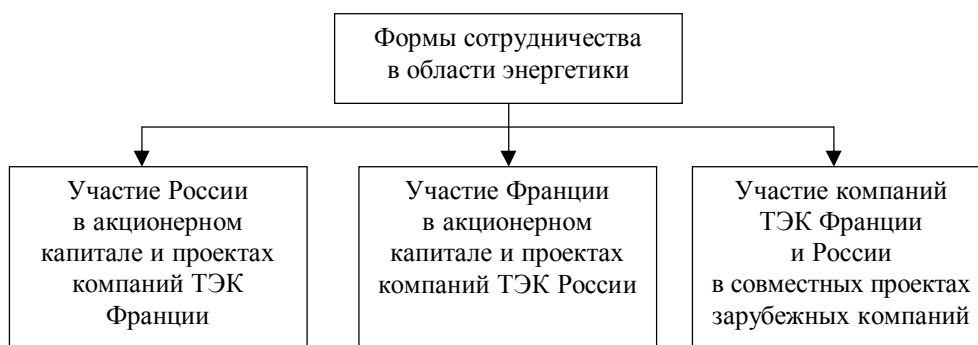 Формы сотрудничества
в области энергетики
Участие России
в акционерном
капитале и проектах
компаний ТЭК
Франции
Участие Франции
в акционерном
капитале и проектах
компаний ТЭК России
Участие компаний
ТЭК Франции
и России
в совместных проектах
зарубежных компаний